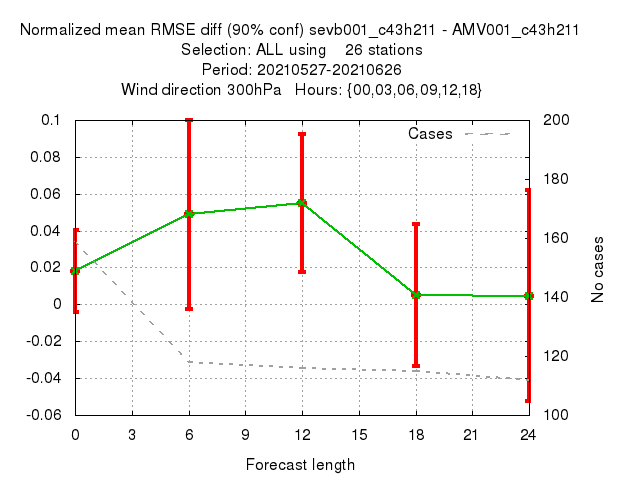 Normalized mean RMSE diff (90% conf) sevb001_c43h211 - AMV001_c43h211
Selection: ALL using 26 stations
Period: 20210527-20210626
Wind direction 300hPa Hours: {00,03,06,09,12,18}
Cases
0.1
0.08
0.06
0.04
0.02
0
-0.02
-0.04
-0.06
200
180
160
140
120
100
No cases
0 3 6 9 12 15 18 21 24
Forecast length